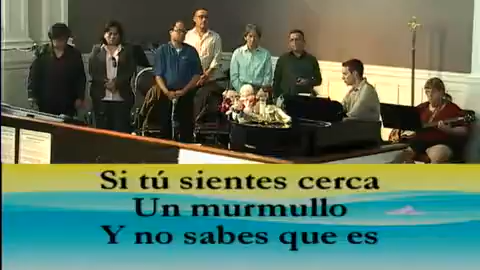 Si tú sientes cerca
Un murmullo
Y no sabes que es